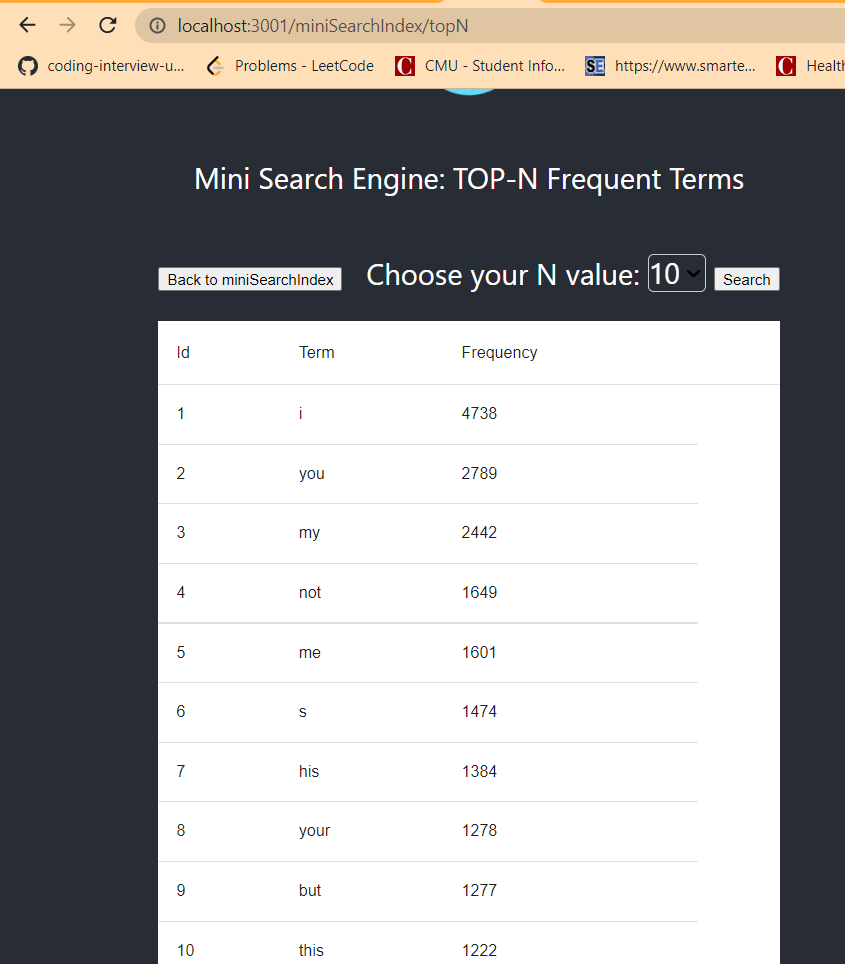 localhost:3001/miniSearchIndex/topN
coding-interview-u... Problems - LeetCode CMU - Student Info... SE https://www.smarte... Health
Mini Search Engine: TOP-N Frequent Terms
Back to miniSearchIndex Choose your N value: 10 Search
Id Term Frequency
1 i 4738
2 you 2789
3 my 2442
4 not 1649
5 me 1601
6 s 1474
7 his 1384
8 your 1278
9 but 1277
10 this 1222